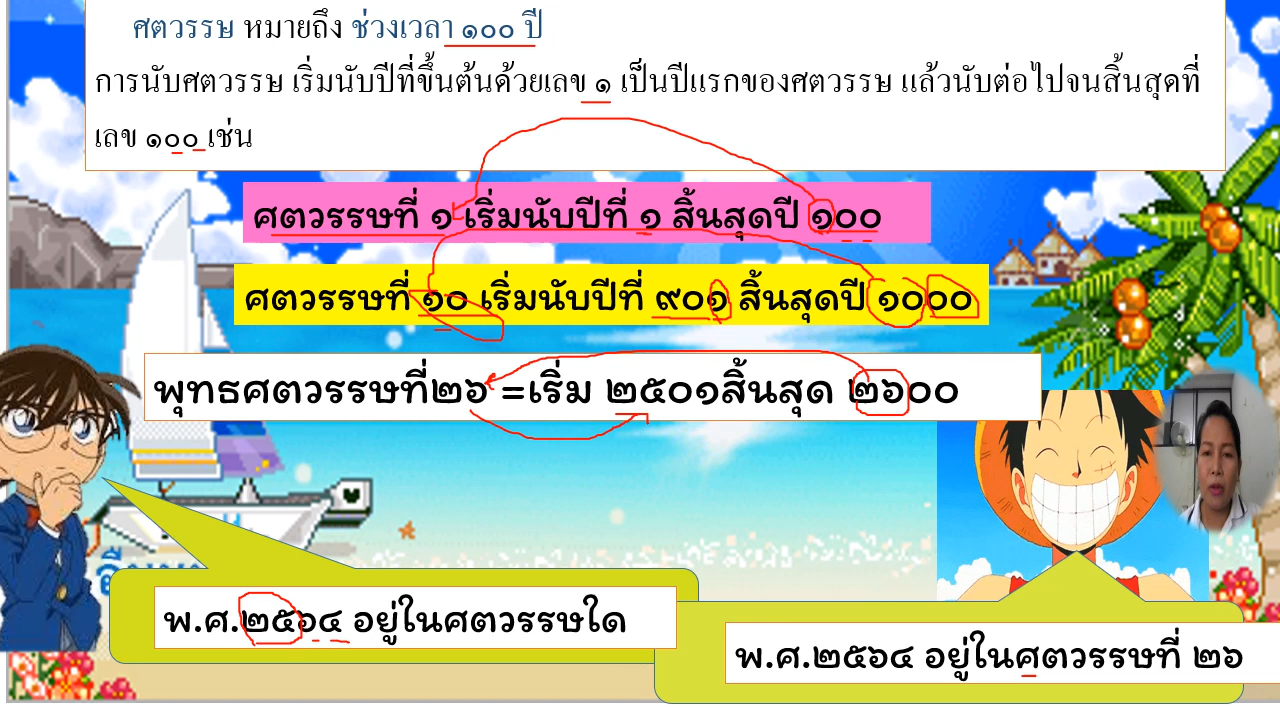 ศตวรรษ หมายถึง ช่วงเวลา ๑๐๐ ปี
การนับศตวรรษ เริ่มนับปีที่ขึ้นต้นด้วยเลข ๑ เป็นปีแรกของศตวรรษ แล้วนับต่อไปจนสิ้นสุดที่
เลข ๑๐๐ เช่น
ศตวรรษที่ ๑ เริ่มนับปีที่ ๑ สิ้นสุดปี ๑๐๐
ศตวรรษที่ ๑๐ เริ่มนับปีที่ ๙๐๑ สิ้นสุดปี ๑๐๐๐
พุทธศตวรรษที่๒๖ =เริ่ม ๒๕๐๑สิ้นสุด ๒๖๐๐
พ.ศ.๒๕๖๔ อยู่ในศตวรรษใด
พ.ศ.๒๕๖๔ อยู่ในศตวรรษที่ ๒๖